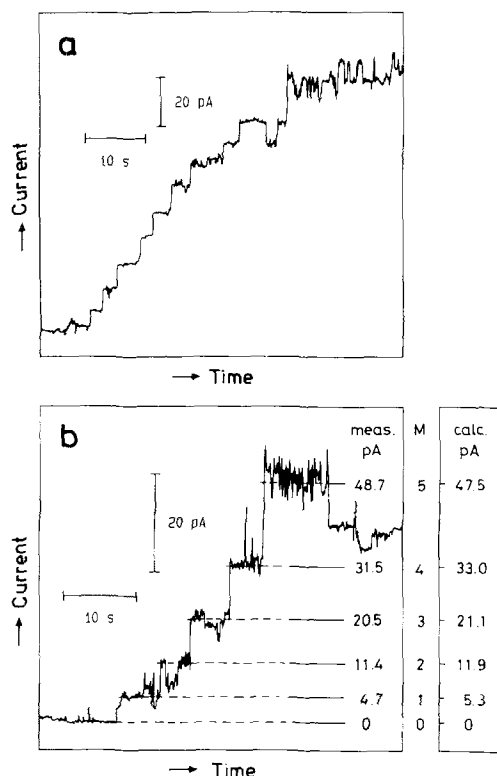 a
20 pA
10 s
→ Current
→ Time
b
meas. M calc.
pA pA
48.7 5 47.5
20 pA
31.5 4 33.0
10 s
20.5 3 21.1
11.4 2 11.9
4.7 1 5.3
0 0 0
→ Current
→ Time